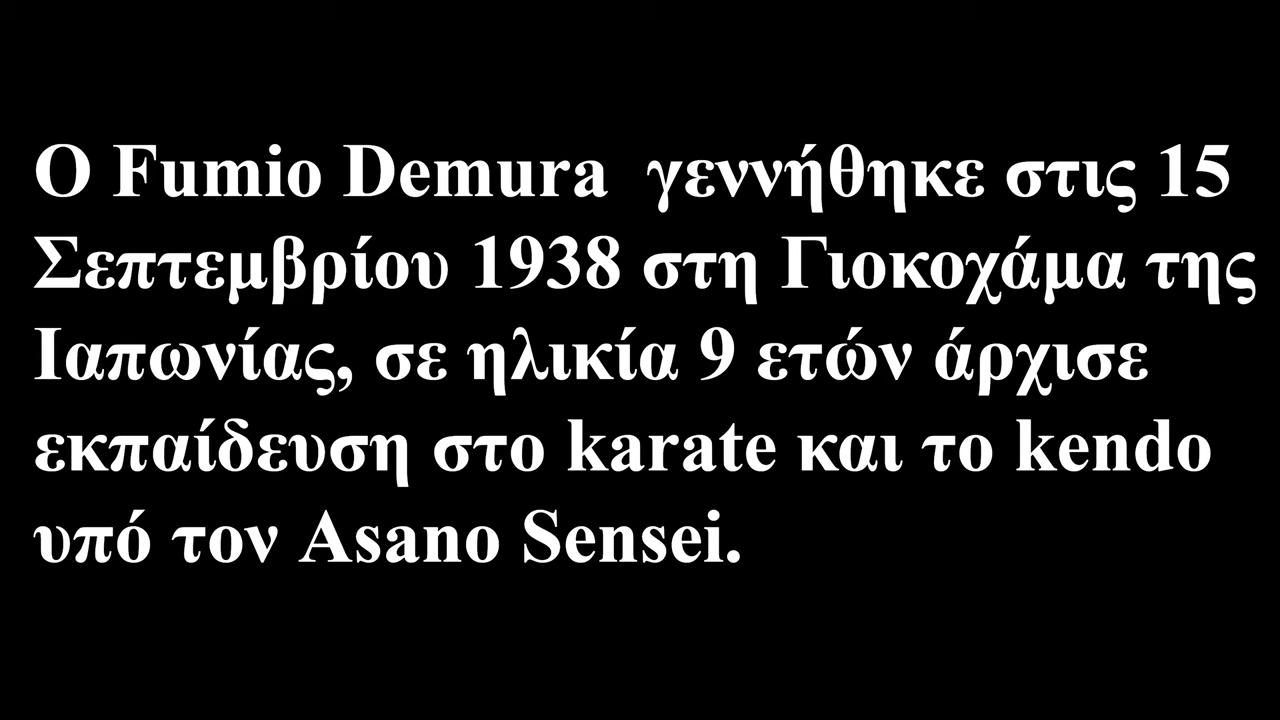 Ο Fumio Demura  γεννήθηκε στις 15
Σεπτεμβρίου 1938 στη Γιοκοχάμα της
Ιαπωνίας, σε ηλικία 9 ετών άρχισε
εκπαίδευση στο karate και το kendo
υπό τον Asano Sensei.